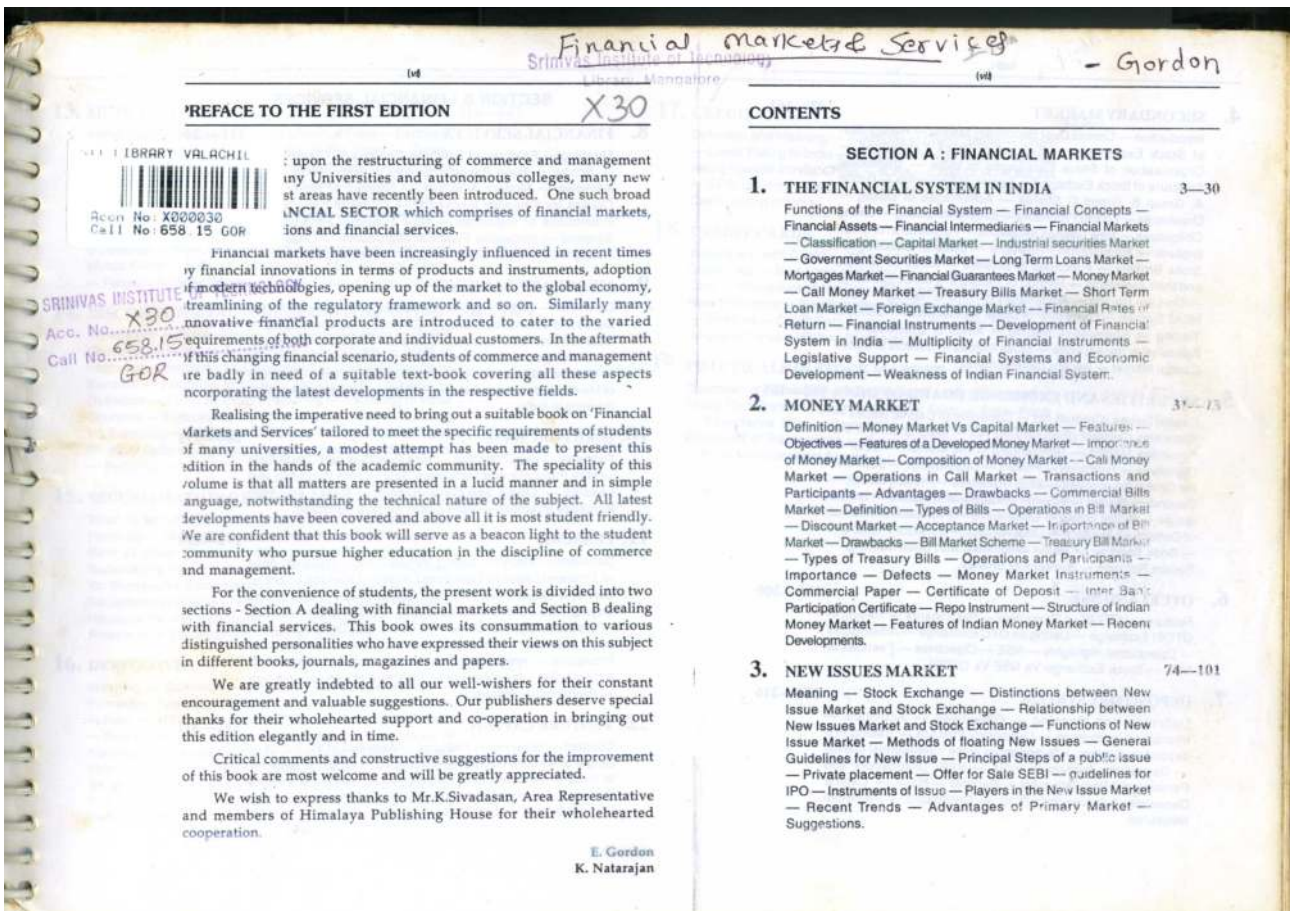 Financial Markets & Services
- Gordon
Srinivas Institute of Technology
Library, Mangalore
(vi)
'REFACE TO THE FIRST EDITION
X30
LIBRARY VALACHIL
Accn No: X000030
Call No: 658.15 GOR
: upon the restructuring of commerce and management
iny Universities and autonomous colleges, many new
st areas have recently been introduced. One such broad
NCIAL SECTOR which comprises of financial markets,
ions and financial services.
Financial markets have been increasingly influenced in recent times
y financial innovations in terms of products and instruments, adoption
f modern technologies, opening up of the market to the global economy,
treamlining of the regulatory framework and so on. Similarly many
nnovative financial products are introduced to cater to the varied
equirements of both corporate and individual customers. In the aftermath
f this changing financial scenario, students of commerce and management
re badly in need of a suitable text-book covering all these aspects
ncorporating the latest developments in the respective fields.
SRINIVAS INSTITUTE OF TECHNOLOGY
Acc. No. X30
Call No. 658.15
GOR
Realising the imperative need to bring out a suitable book on 'Financial
Markets and Services' tailored to meet the specific requirements of students
of many universities, a modest attempt has been made to present this
edition in the hands of the academic community. The speciality of this
volume is that all matters are presented in a lucid manner and in simple
language, notwithstanding the technical nature of the subject. All latest
developments have been covered and above all it is most student friendly.
We are confident that this book will serve as a beacon light to the student
community who pursue higher education in the discipline of commerce
and management.
For the convenience of students, the present work is divided into two
sections - Section A dealing with financial markets and Section B dealing
with financial services. This book owes its consummation to various
distinguished personalities who have expressed their views on this subject
in different books, journals, magazines and papers.
We are greatly indebted to all our well-wishers for their constant
encouragement and valuable suggestions. Our publishers deserve special
thanks for their wholehearted support and co-operation in bringing out
this edition elegantly and in time.
Critical comments and constructive suggestions for the improvement
of this book are most welcome and will be greatly appreciated.
We wish to express thanks to Mr.K.Sivadasan, Area Representative
and members of Himalaya Publishing House for their wholehearted
cooperation.
E. Gordon
K. Natarajan
(vii)
CONTENTS
SECTION A : FINANCIAL MARKETS
1. THE FINANCIAL SYSTEM IN INDIA 3—30
Functions of the Financial System — Financial Concepts —
Financial Assets — Financial Intermediaries — Financial Markets
— Classification — Capital Market — Industrial securities Market
— Government Securities Market — Long Term Loans Market —
Mortgages Market — Financial Guarantees Market — Money Market
— Call Money Market — Treasury Bills Market — Short Term
Loan Market — Foreign Exchange Market — Financial Rates of
Return — Financial Instruments — Development of Financial
System in India — Multiplicity of Financial Instruments —
Legislative Support — Financial Systems and Economic
Development — Weakness of Indian Financial System.
2. MONEY MARKET 31—73
Definition — Money Market Vs Capital Market — Features —
Objectives — Features of a Developed Money Market — Importance
of Money Market — Composition of Money Market — Call Money
Market — Operations in Call Market — Transactions and
Participants — Advantages — Drawbacks — Commercial Bills
Market — Definition — Types of Bills — Operations in Bill Market
— Discount Market — Acceptance Market — Importance of Bill
Market — Drawbacks — Bill Market Scheme — Treasury Bill Market
— Types of Treasury Bills — Operations and Participants —
Importance — Defects — Money Market Instruments —
Commercial Paper — Certificate of Deposit — Inter Bank
Participation Certificate — Repo Instrument — Structure of Indian
Money Market — Features of Indian Money Market — Recent
Developments.
3. NEW ISSUES MARKET 74—101
Meaning — Stock Exchange — Distinctions between New
Issue Market and Stock Exchange — Relationship between
New Issues Market and Stock Exchange — Functions of New
Issue Market — Methods of floating New Issues — General
Guidelines for New Issue — Principal Steps of a public issue
— Private placement — Offer for Sale SEBI — guidelines for
IPO — Instruments of Issue — Players in the New Issue Market
— Recent Trends — Advantages of Primary Market —
Suggestions.